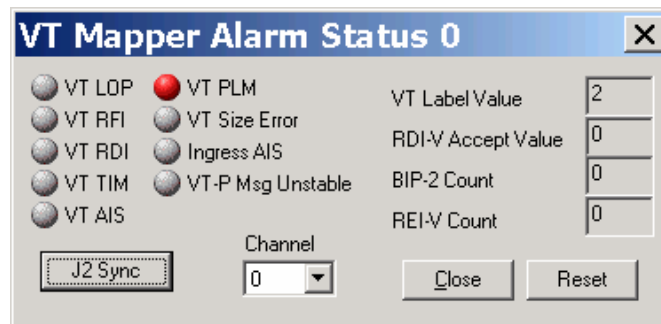 VT Mapper Alarm Status 0
VT LOP
VT RFI
VT RDI
VT TIM
VT AIS
VT PLM
VT Size Error
Ingress AIS
VT-P Msg Unstable
VT Label Value 2
RDI-V Accept Value 0
BIP-2 Count 0
REI-V Count 0
J2 Sync
Channel
0
Close
Reset